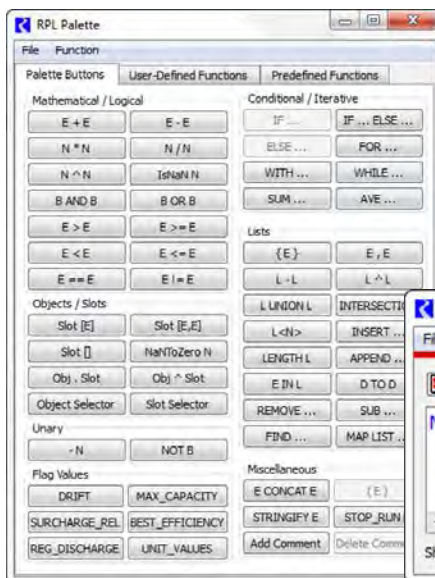 RPL Palette
File Function
Palette Buttons User-Defined Functions Predefined Functions
Mathematical / Logical
E + E E - E
N * N N / N
N ^ N IsNaN N
B AND B B OR B
E > E E >= E
E < E E <= E
E == E E != E
Objects / Slots
Slot [E] Slot [E,E]
Slot [] NaNToZero N
Obj . Slot Obj ^ Slot
Object Selector Slot Selector
Unary
- N NOT B
Flag Values
DRIFT MAX_CAPACITY
SURCHARGE_REL BEST_EFFICIENCY
REG_DISCHARGE UNIT_VALUES
Conditional / Iterative
IF ... IF ... ELSE ...
ELSE ... FOR ...
WITH ... WHILE ...
SUM ... AVE ...
Lists
{E} E , E
L - L L ^ L
L UNION L INTERSECTIO
L<N> INSERT ...
LENGTH L APPEND ...
E IN L D TO D
REMOVE ... SUB ...
FIND ... MAP LIST ..
Miscellaneous
E CONCAT E ( E )
STRINGIFY E STOP_RUN
Add Comment Delete Comme